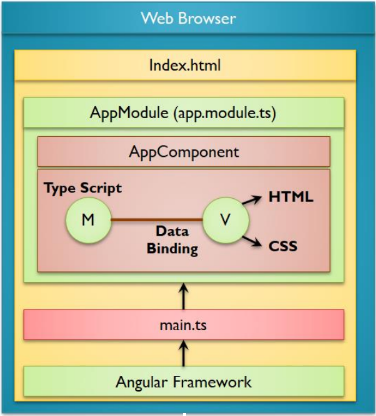 Web Browser
Index.html
AppModule (app.module.ts)
AppComponent
Type Script
M
V
HTML
Data
Binding
CSS
main.ts
Angular Framework